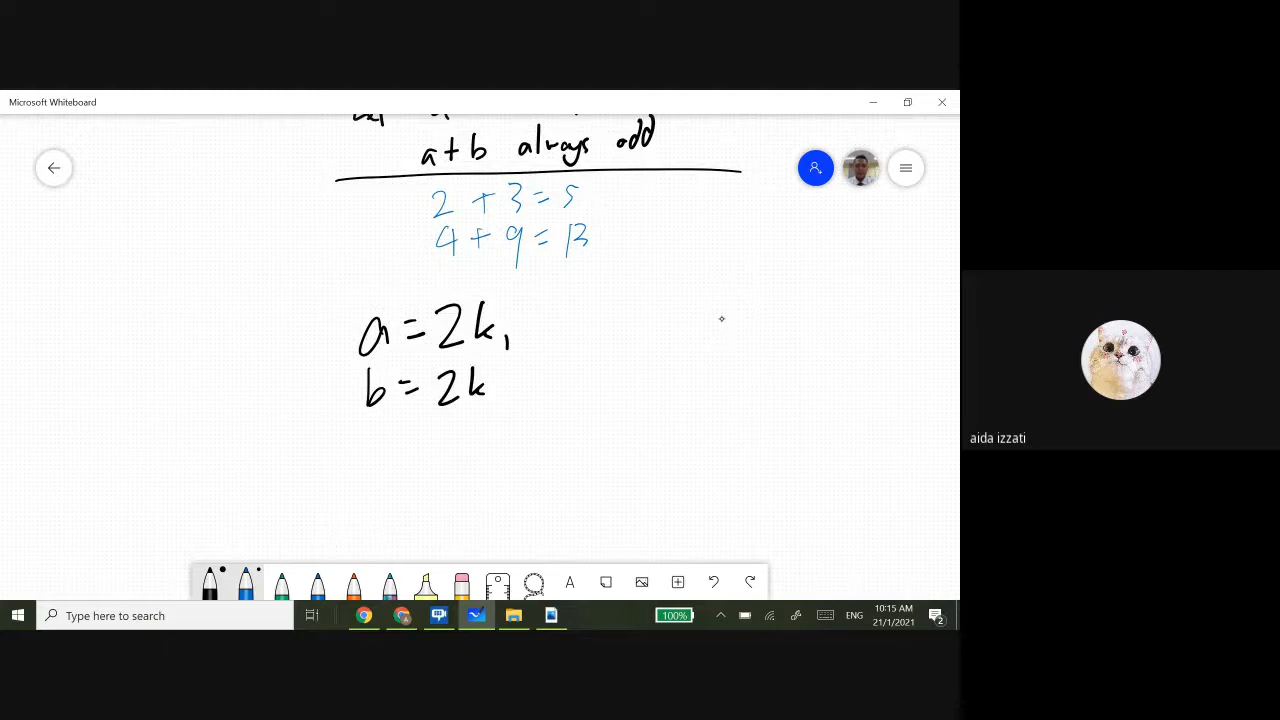 Microsoft Whiteboard
a+b always odd
2 + 3 = 5
4 + 9 = 13
a = 2k,
b = 2k
aida izzati
A
Type here to search
100%
ENG
10:15 AM
21/1/2021
2